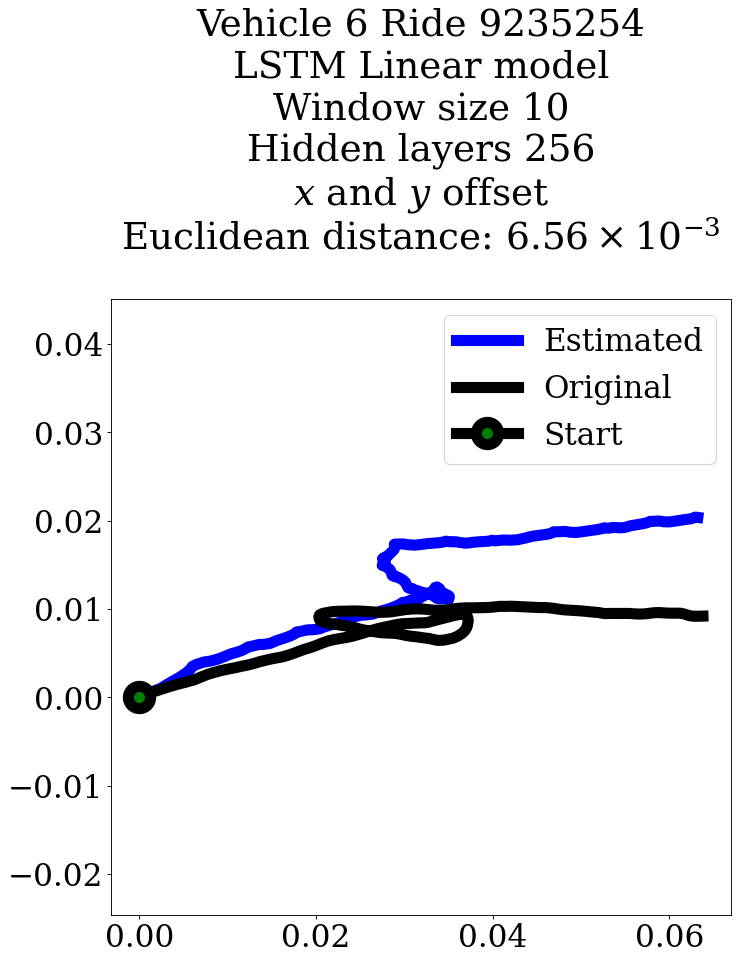 Vehicle 6 Ride 9235254
LSTM Linear model
Window size 10
Hidden layers 256
x and y offset
Euclidean distance: 6.56 × 10⁻³
Estimated
Original
Start
0.04
0.03
0.02
0.01
0.00
−0.01
−0.02
0.00 0.02 0.04 0.06